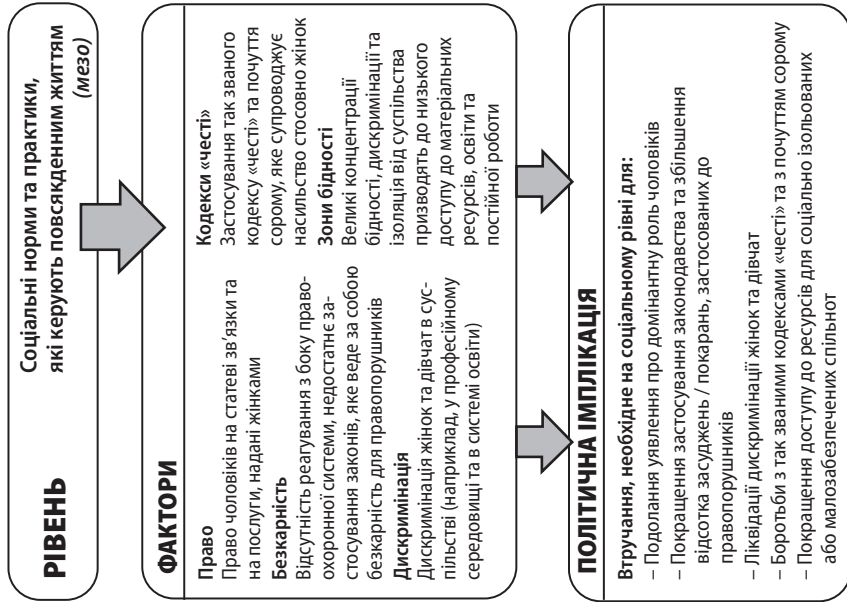 РІВЕНЬ
Соціальні норми та практики,
які керують повсякденним життям
(мезо)
ФАКТОРИ
Право
Право чоловіків на статеві зв’язки та
на послуги, надані жінками
Безкарність
Відсутність реагування з боку право-
охоронної системи, недостатнє за-
стосування законів, яке веде за собою
безкарність для правопорушників
Дискримінація
Дискримінація жінок та дівчат в сус-
пільстві (наприклад, у професійному
середовищі та в системі освіти)
Кодекси «честі»
Застосування так званого
кодексу «честі» та почуття
сорому, яке супроводжує
насильство стосовно жінок
Зони бідності
Великі концентрації
бідності, дискримінації та
ізоляція від суспільства
призводять до низького
доступу до матеріальних
ресурсів, освіти та
постійної роботи
ПОЛІТИЧНА ІМПЛІКАЦІЯ
Втручання, необхідне на соціальному рівні для:
– Подолання уявлення про домінантну роль чоловіків
– Покращення застосування законодавства та збільшення
відсотка засуджень / покарань, застосованих до
правопорушників
– Ліквідації дискримінації жінок та дівчат
– Боротьби з так званими кодексами «честі» та з почуттям сорому
– Покращення доступу до ресурсів для соціально ізольованих
або малозабезпечених спільнот